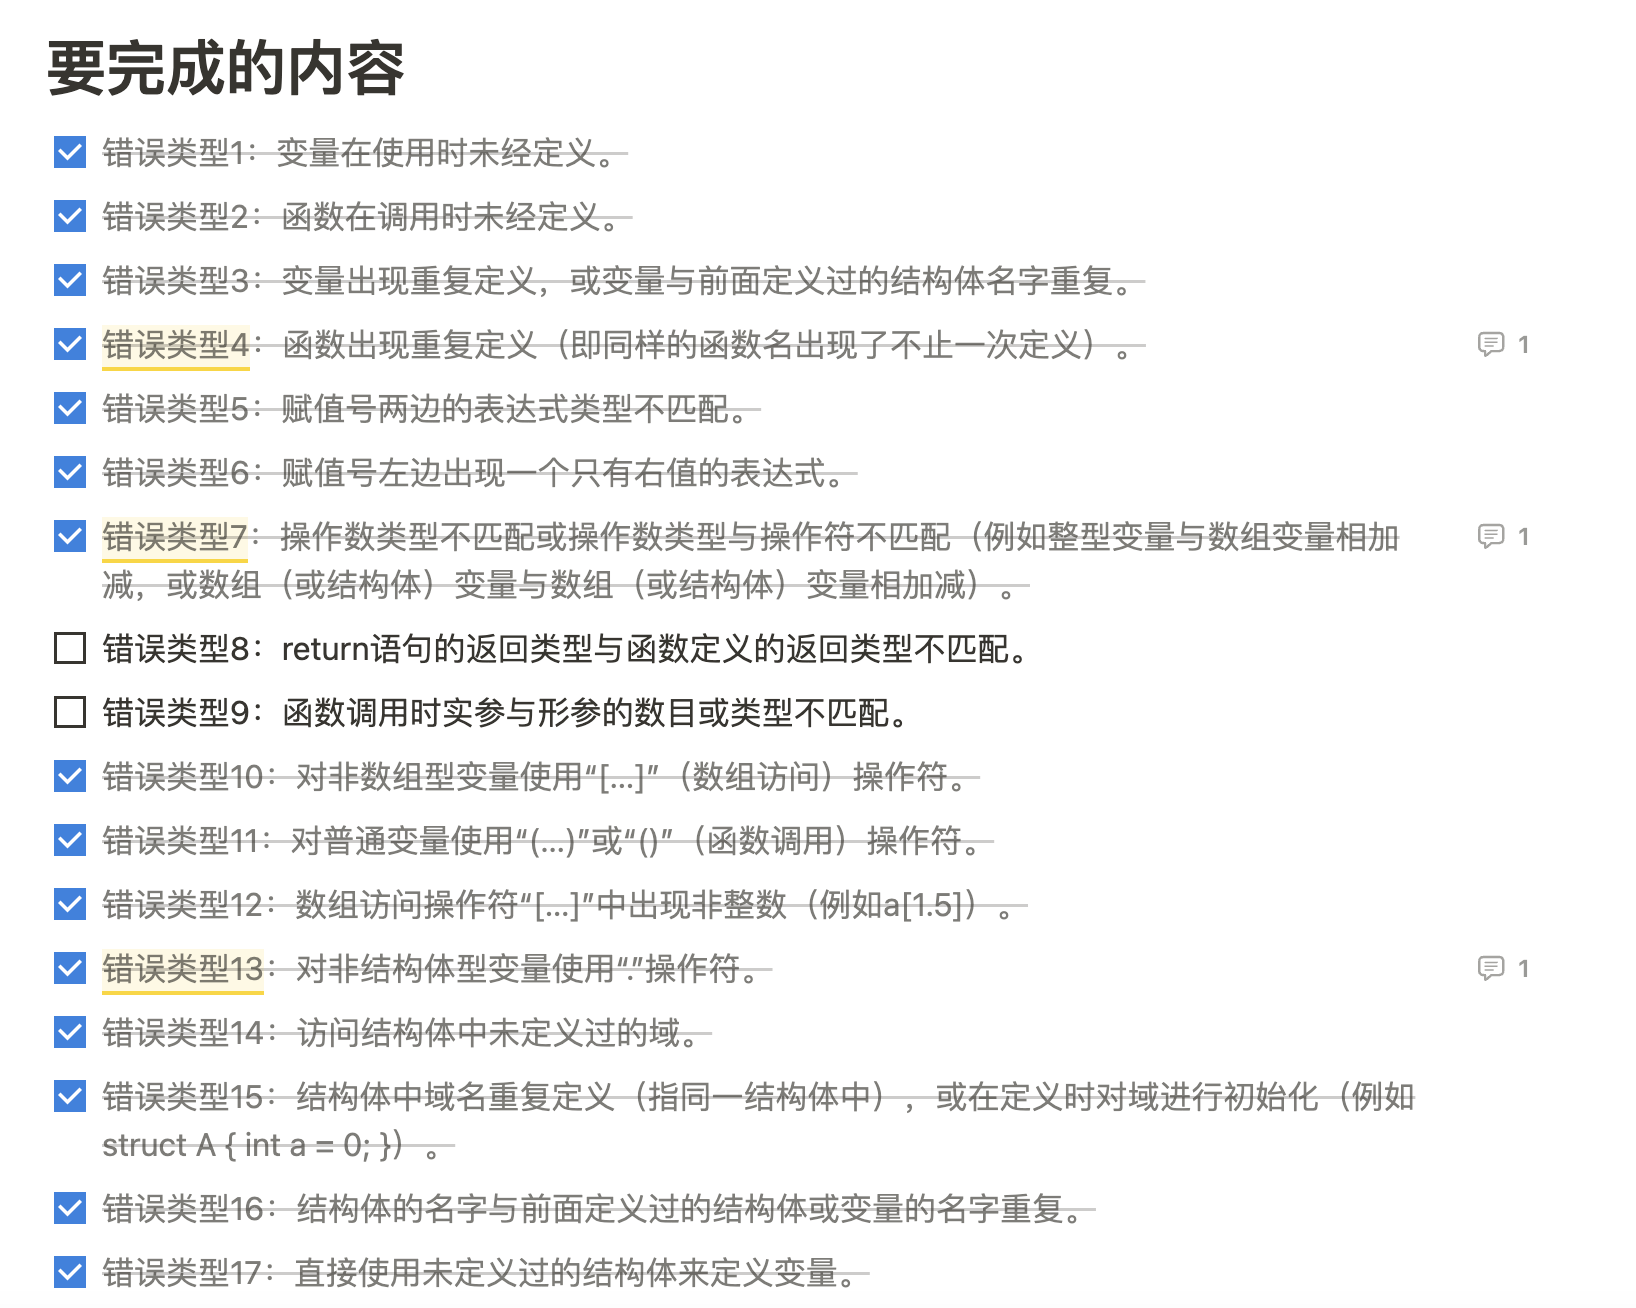 要完成的内容
错误类型1：变量在使用时未经定义。
错误类型2：函数在调用时未经定义。
错误类型3：变量出现重复定义，或变量与前面定义过的结构体名字重复。
错误类型4：函数出现重复定义（即同样的函数名出现了不止一次定义）。
1
错误类型5：赋值号两边的表达式类型不匹配。
错误类型6：赋值号左边出现一个只有右值的表达式。
错误类型7：操作数类型不匹配或操作数类型与操作符不匹配（例如整型变量与数组变量相加
1
减，或数组（或结构体）变量与数组（或结构体）变量相加减）。
错误类型8：return语句的返回类型与函数定义的返回类型不匹配。
错误类型9：函数调用时实参与形参的数目或类型不匹配。
错误类型10：对非数组型变量使用“[…]”（数组访问）操作符。
错误类型11：对普通变量使用“(…)”或“()”（函数调用）操作符。
错误类型12：数组访问操作符“[…]”中出现非整数（例如a[1.5]）。
错误类型13：对非结构体型变量使用“.”操作符。
1
错误类型14：访问结构体中未定义过的域。
错误类型15：结构体中域名重复定义（指同一结构体中），或在定义时对域进行初始化（例如
struct A { int a = 0; }）。
错误类型16：结构体的名字与前面定义过的结构体或变量的名字重复。
错误类型17：直接使用未定义过的结构体来定义变量。